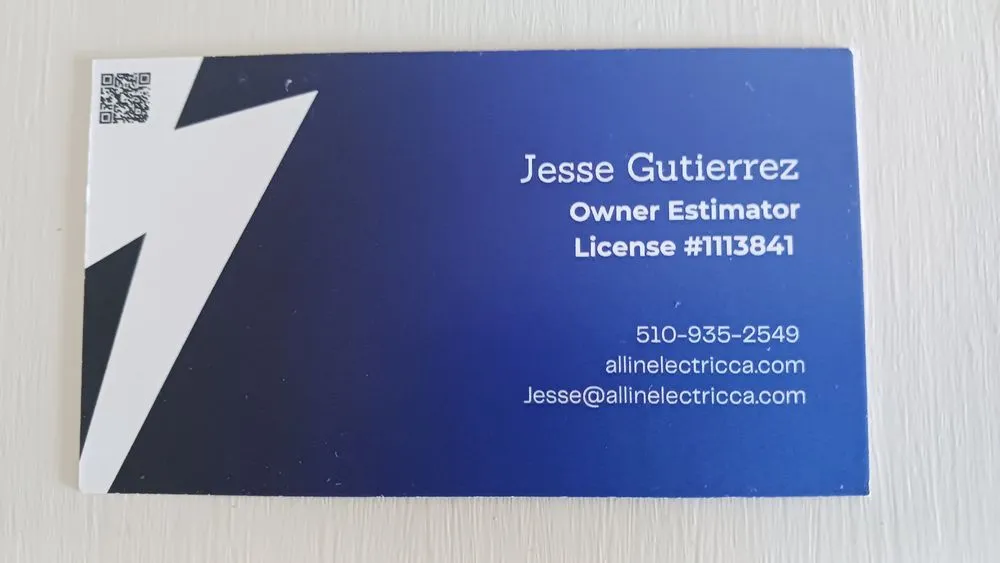 Jesse Gutierrez
Owner Estimator
License #1113841
510-935-2549
allinelectricca.com
Jesse@allinelectricca.com